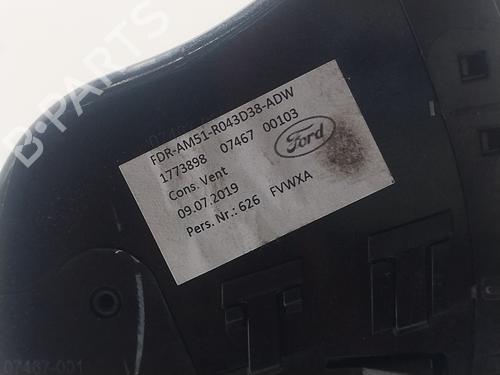 B-PARTS
FDR-AM51-R043D38-ADW
1773898 07467 00103
Cons. Vent
09.07.2019
Pers. Nr.: 626 FVWXA
Ford